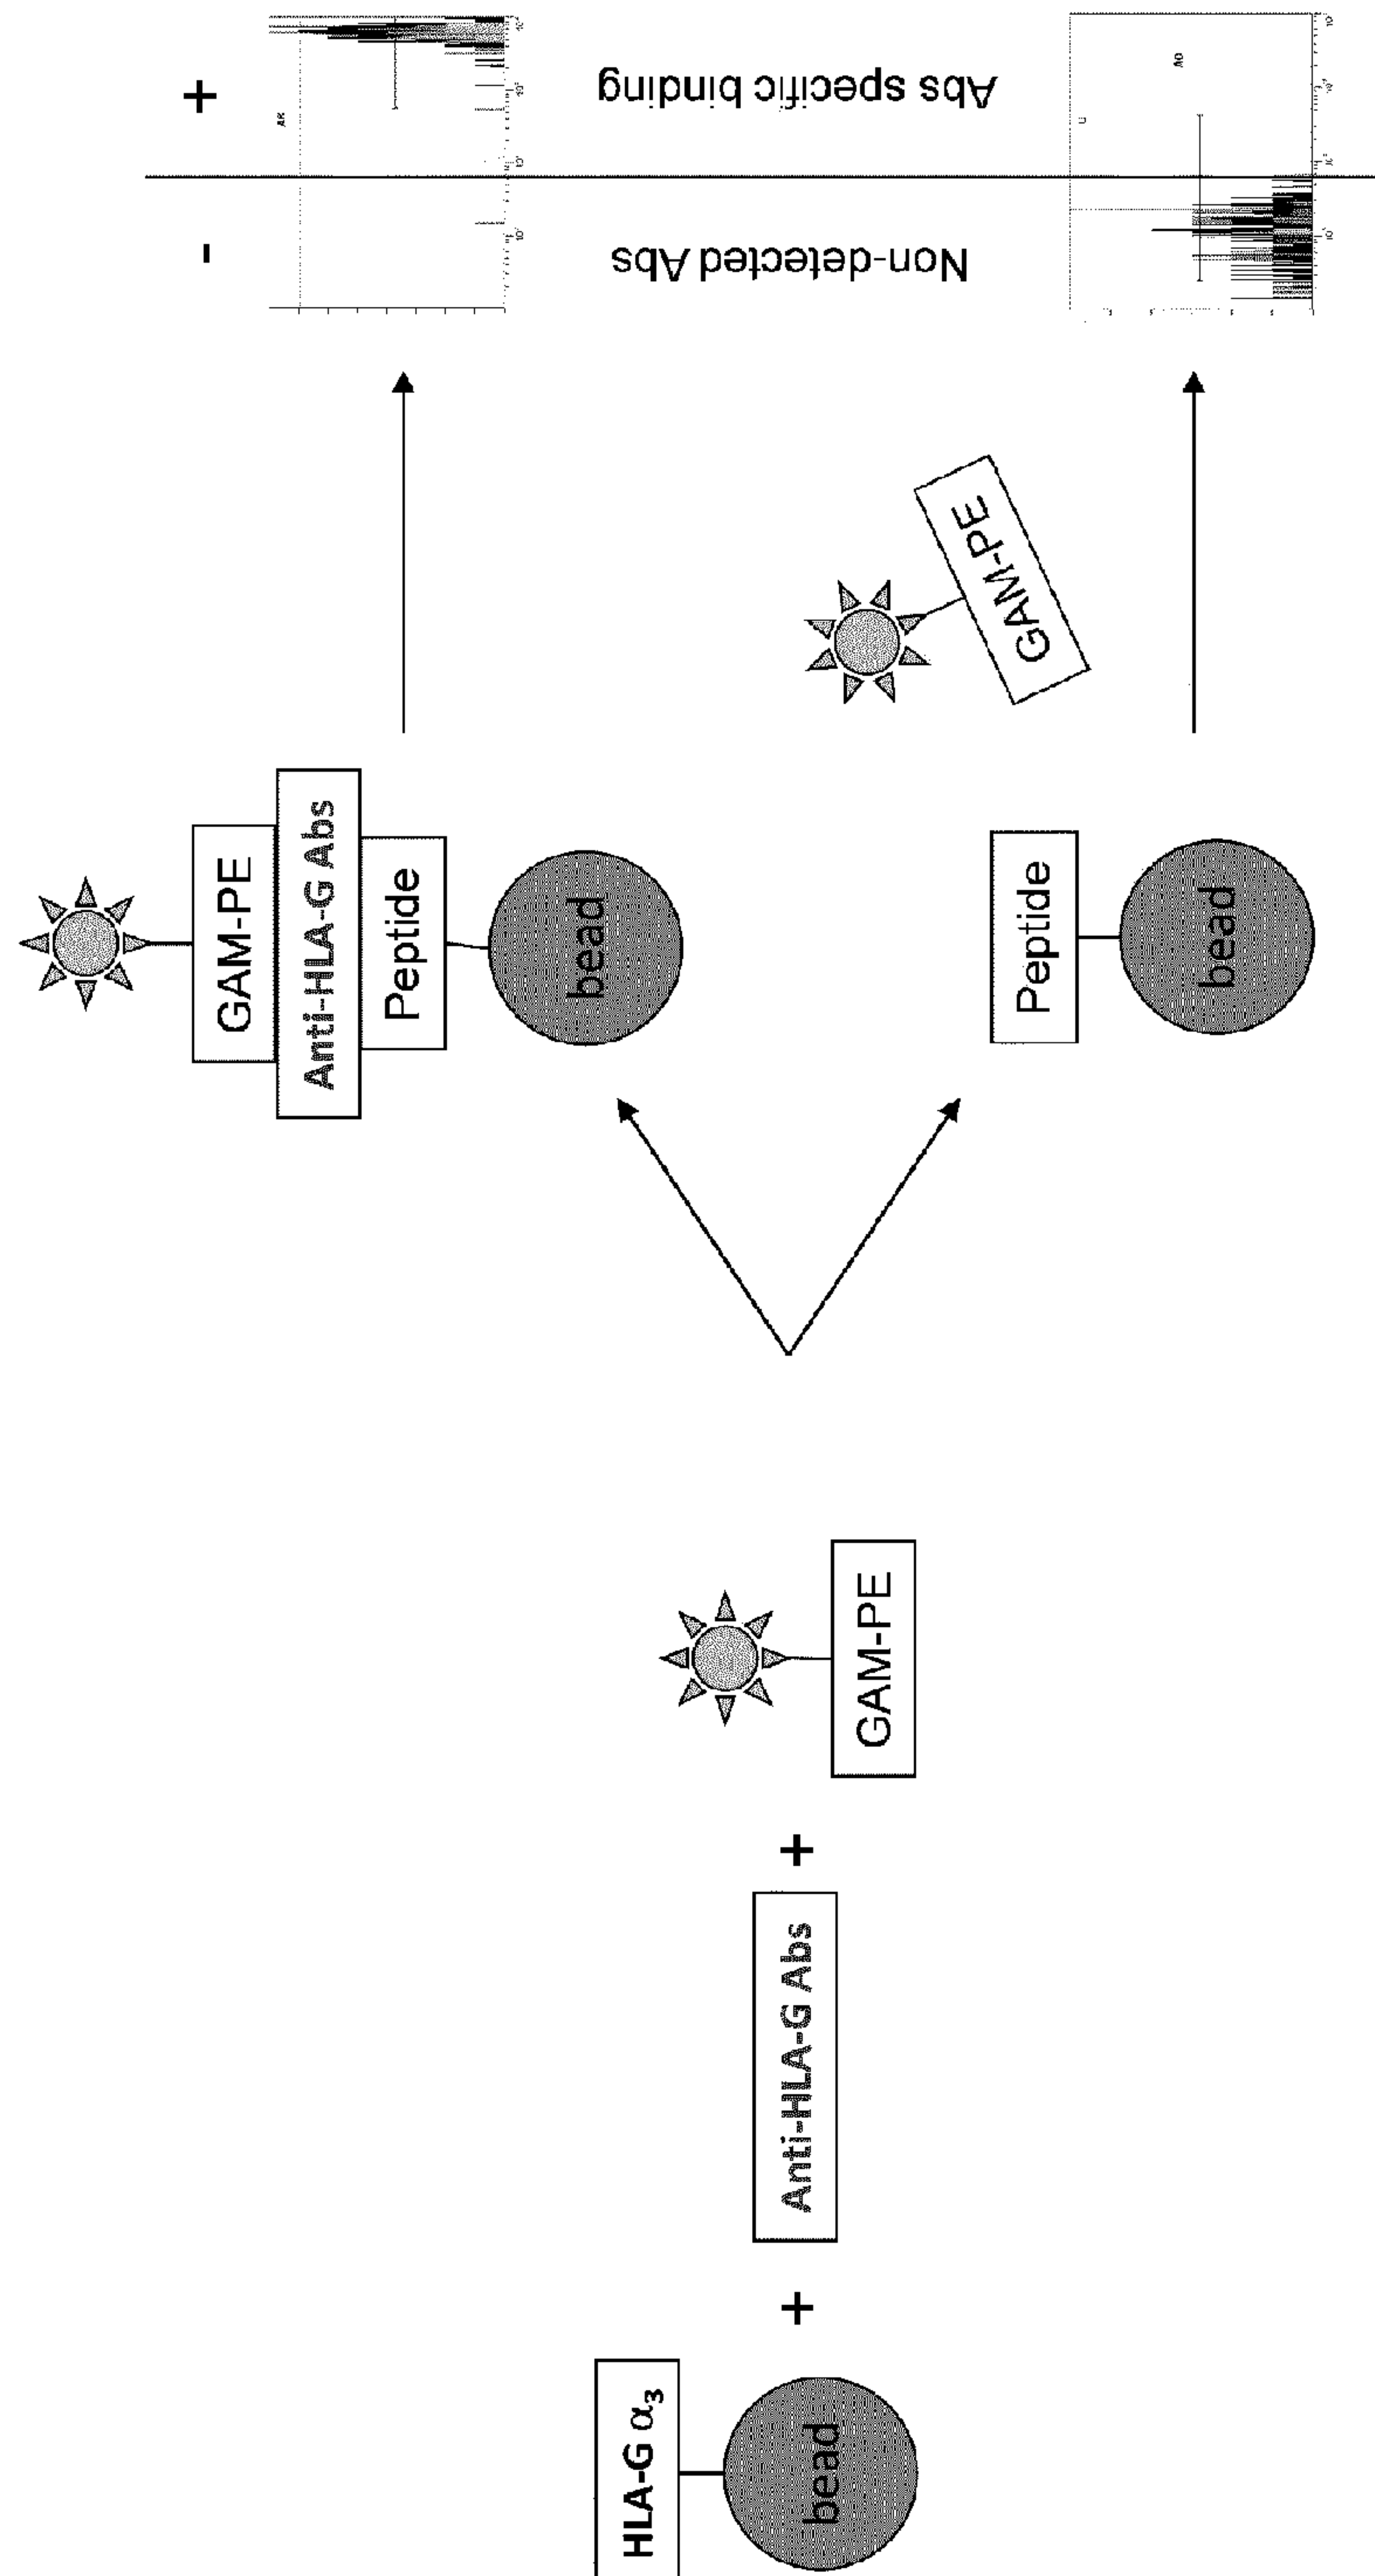 HLA-G α3
bead
+
Anti-HLA-G Abs
+
GAM-PE
GAM-PE
Anti-HLA-G Abs
Peptide
bead
Peptide
bead
GAM-PE
-
+
Non-detected Abs
Abs specific binding